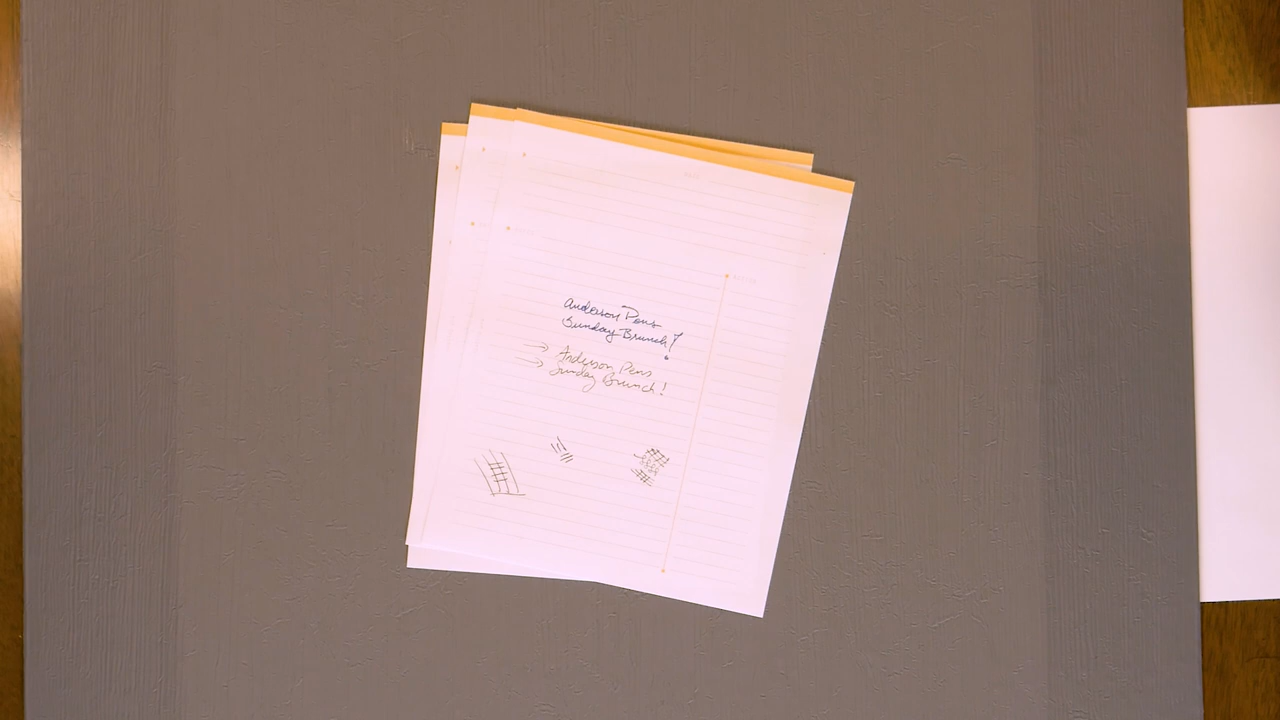 Anderson Pens
Sunday Brunch!
→ Anderson Pens
→ Sunday Brunch!